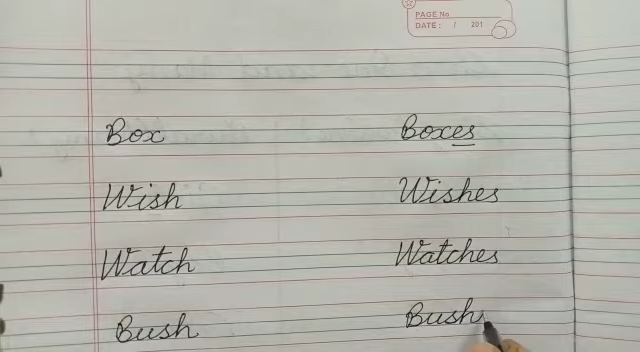 PAGE No
DATE : / 201
Box Boxes
Wish Wishes
Watch Watches
Bush Bush